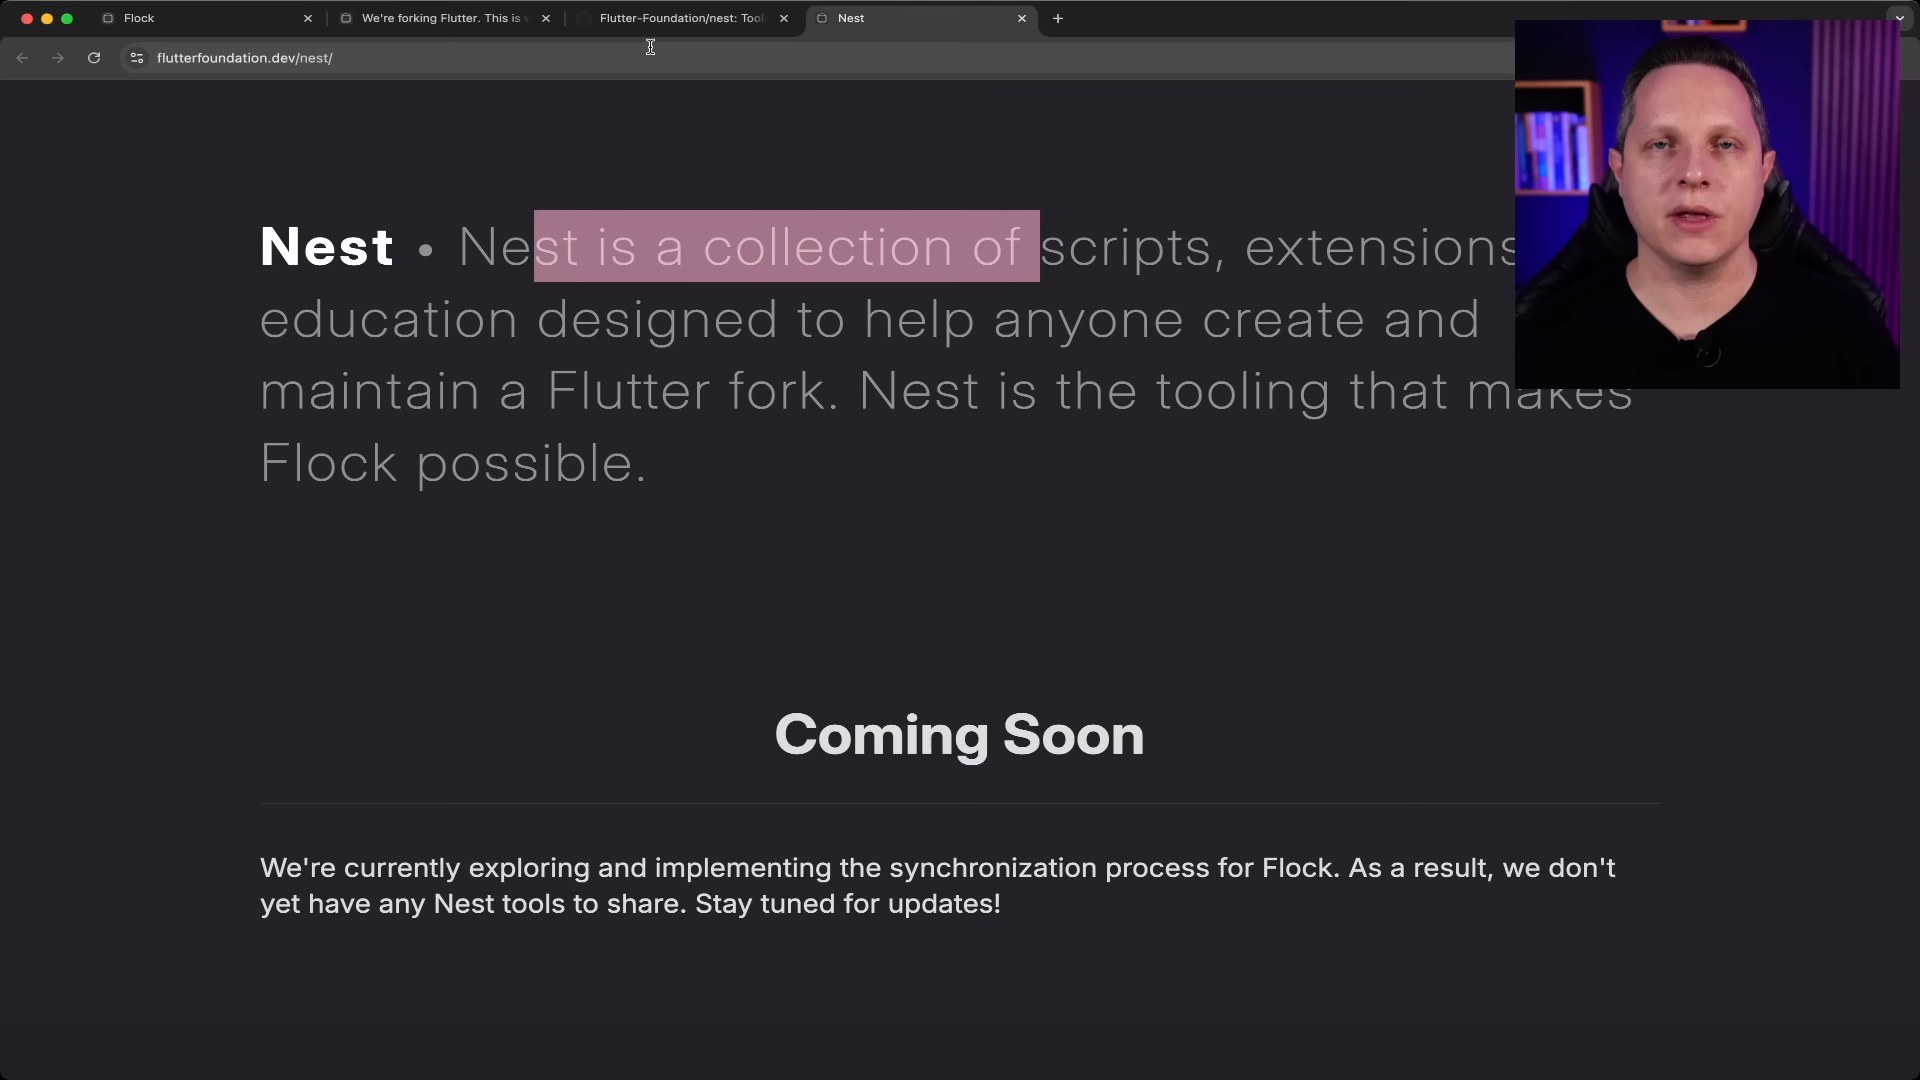 Flock
We're forking Flutter. This is
Flutter-Foundation/nest: Tool
Nest
flutterfoundation.dev/nest/
Nest • Nest is a collection of scripts, extensions
education designed to help anyone create and
maintain a Flutter fork. Nest is the tooling that makes
Flock possible.
Coming Soon
We're currently exploring and implementing the synchronization process for Flock. As a result, we don't
yet have any Nest tools to share. Stay tuned for updates!